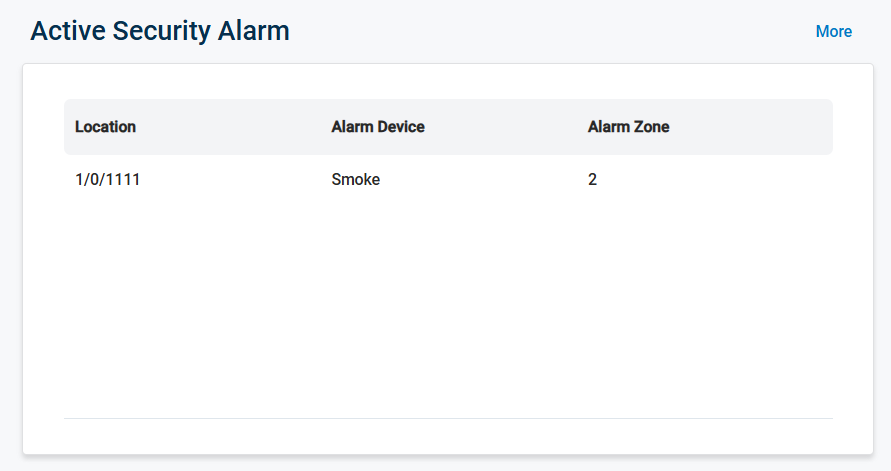 Active Security Alarm More
Location Alarm Device Alarm Zone
1/0/1111 Smoke 2